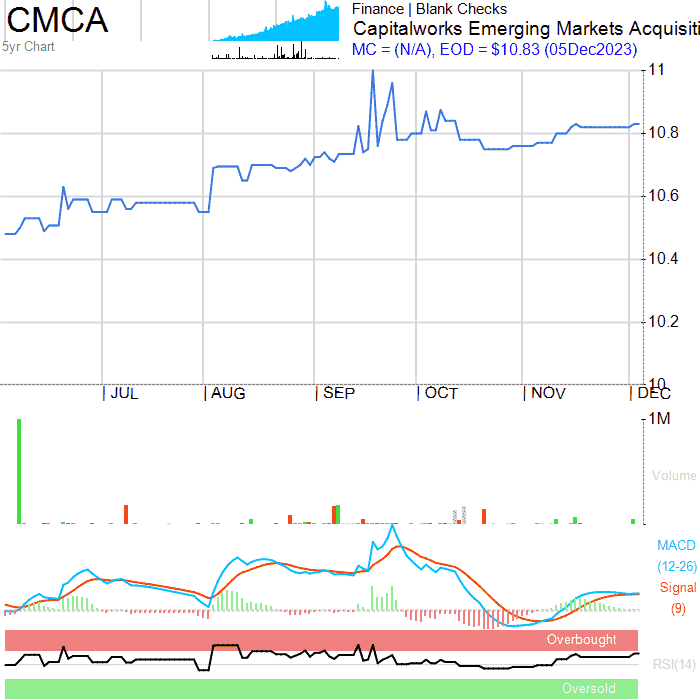 CMCA
5yr Chart
Finance | Blank Checks
Capitalworks Emerging Markets Acquisiti
MC = (N/A), EOD = $10.83 (05Dec2023)
11
10.8
10.6
10.4
10.2
10
| JUL | AUG | SEP | OCT | NOV | DEC
1M
Volume
MACD
(12-26)
Signal
(9)
Overbought
RSI(14)
Oversold